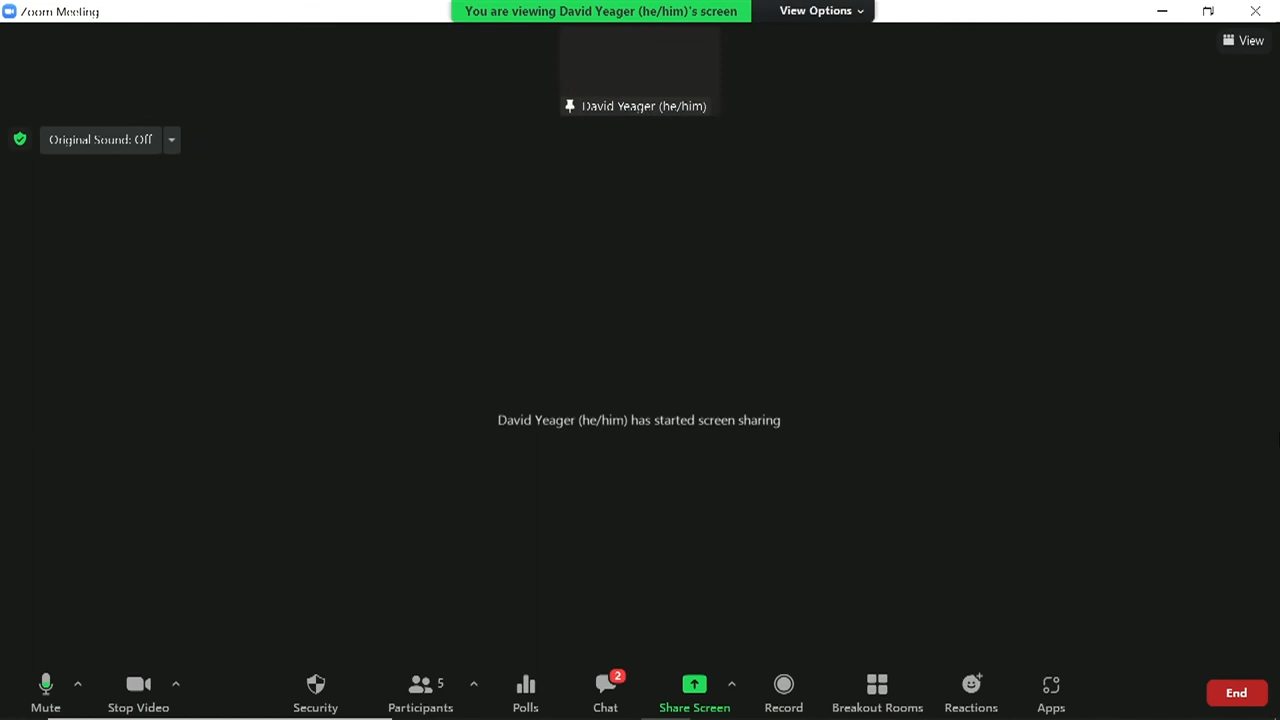 Zoom Meeting
You are viewing David Yeager (he/him)'s screen
View Options
View
David Yeager (he/him)
Original Sound: Off
David Yeager (he/him) has started screen sharing
5
2
Mute
Stop Video
Security
Participants
Polls
Chat
Share Screen
Record
Breakout Rooms
Reactions
Apps
End